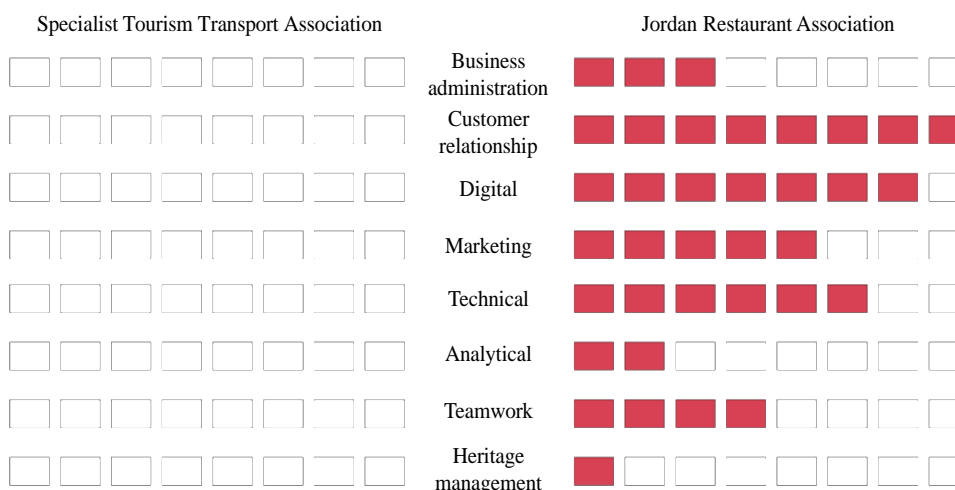 Specialist Tourism Transport Association
Jordan Restaurant Association
Business
administration
Customer
relationship
Digital
Marketing
Technical
Analytical
Teamwork
Heritage
management